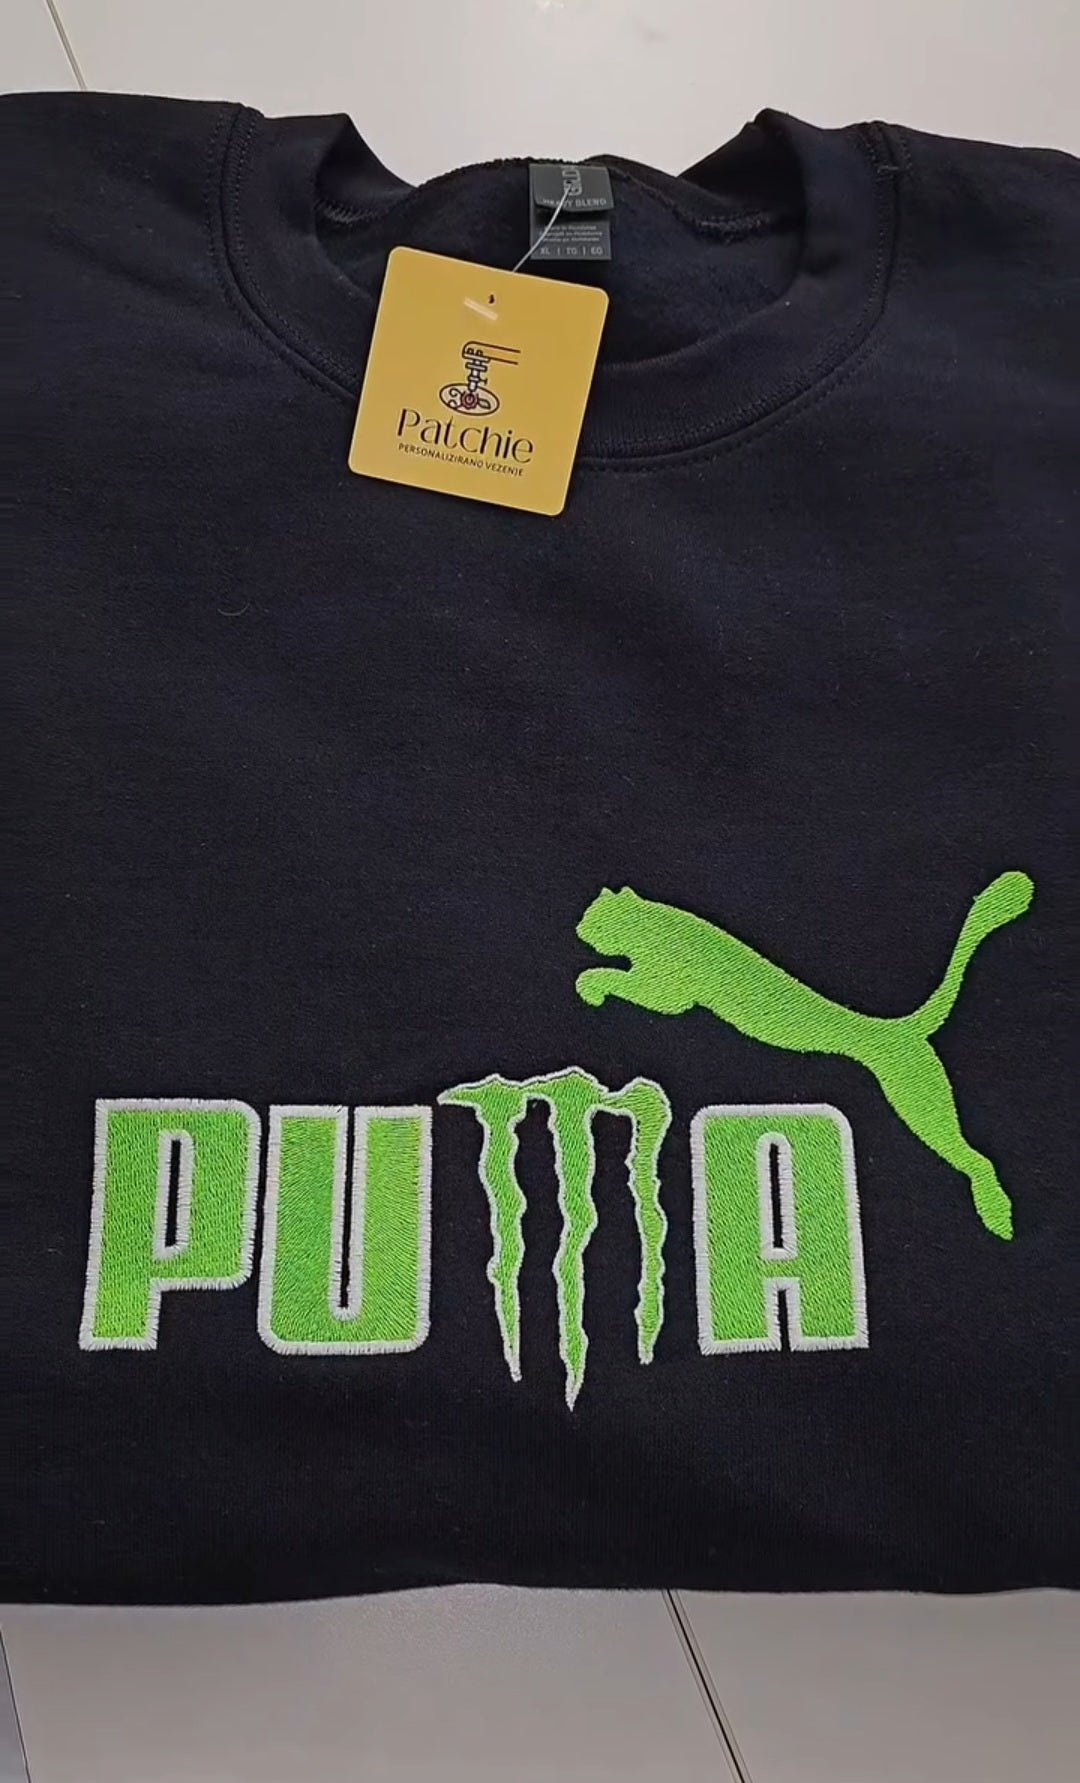 HEAVY BLEND
XL | TG | EG
Patchie
PERSONALIZIRANO VEZENJE
PUMA